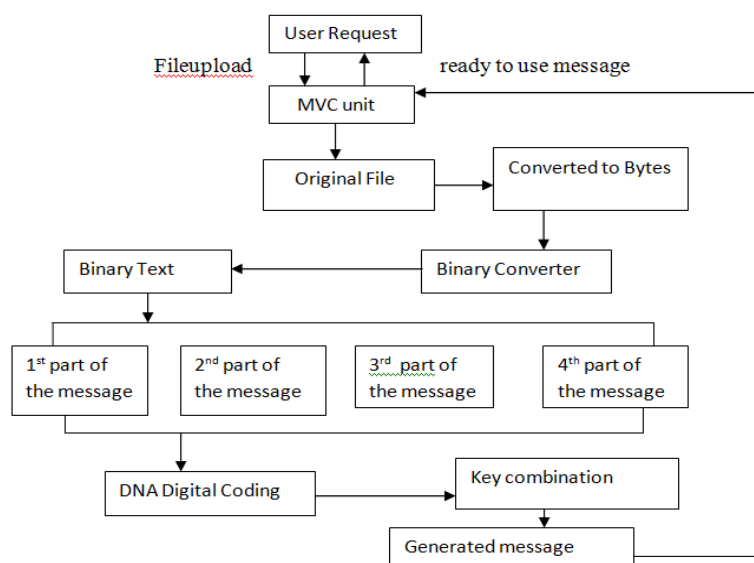 User Request
Fileupload
ready to use message
MVC unit
Original File
Converted to Bytes
Binary Text
Binary Converter
1st part of
the message
2nd part of
the message
3rd part of
the message
4th part of
the message
DNA Digital Coding
Key combination
Generated message